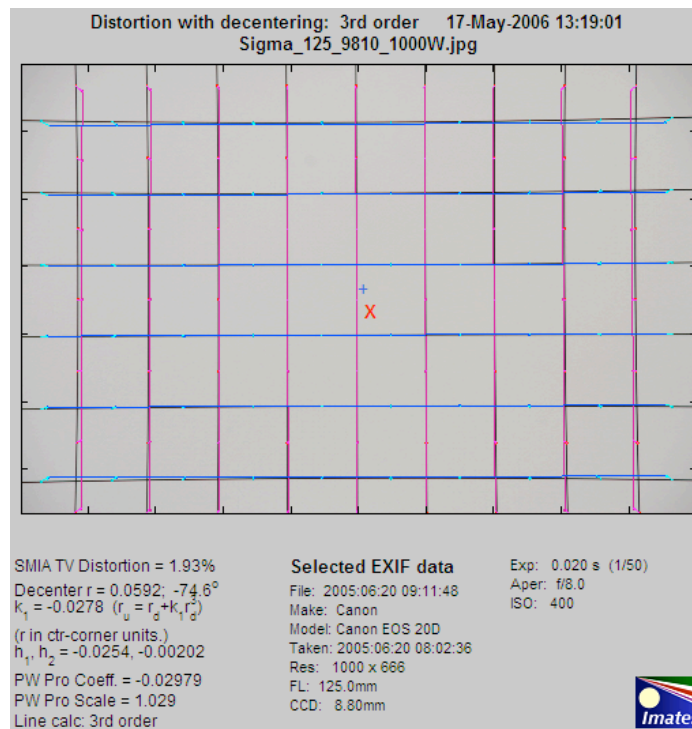 Distortion with decentering: 3rd order 17-May-2006 13:19:01
Sigma_125_9810_1000W.jpg
X
SMIA TV Distortion = 1.93%
Decenter r = 0.0592; -74.6°
k₁ = -0.0278 (rᵤ = r_d+k₁r_d³)
(r in ctr-corner units.)
h₁, h₂ = -0.0254, -0.00202
PW Pro Coeff. = -0.02979
PW Pro Scale = 1.029
Line calc: 3rd order
Selected EXIF data
File: 2005:06:20 09:11:48
Make: Canon
Model: Canon EOS 20D
Taken: 2005:06:20 08:02:36
Res: 1000 x 666
FL: 125.0mm
CCD: 8.80mm
Exp: 0.020 s (1/50)
Aper: f/8.0
ISO: 400